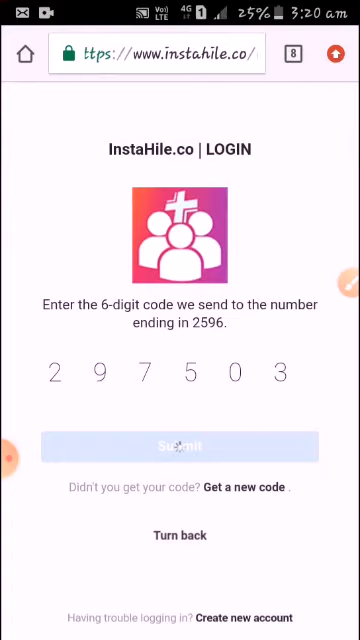 Vo) 4G 1 25% 3:20 am
LTE
ttps://www.instahile.co/ 8
InstaHile.co | LOGIN
Enter the 6-digit code we send to the number
ending in 2596.
2 9 7 5 0 3
Submit
Didn't you get your code? Get a new code .
Turn back
Having trouble logging in? Create new account